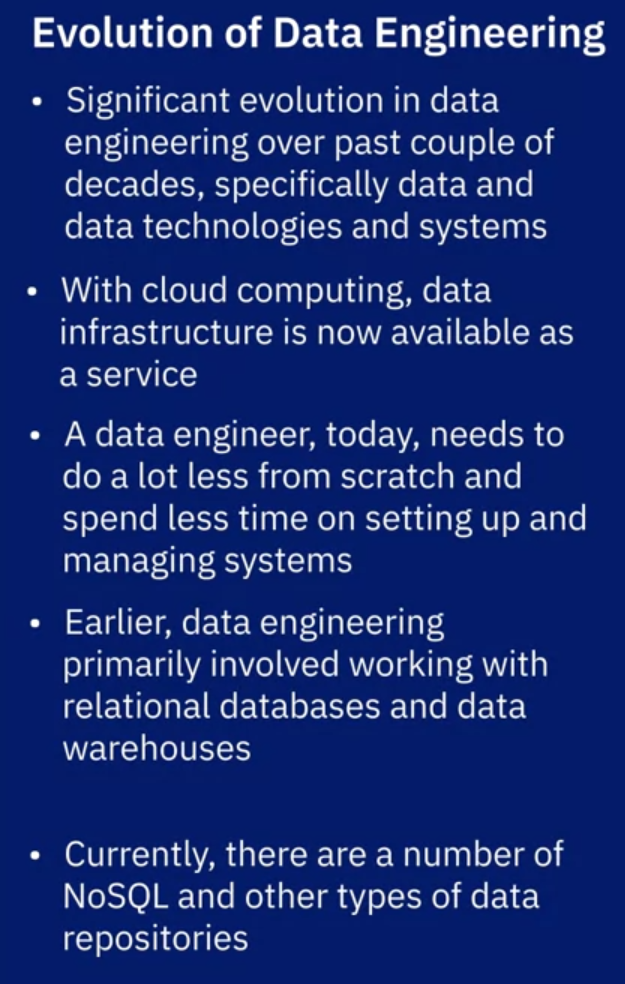 Evolution of Data Engineering
• Significant evolution in data
engineering over past couple of
decades, specifically data and
data technologies and systems
• With cloud computing, data
infrastructure is now available as
a service
• A data engineer, today, needs to
do a lot less from scratch and
spend less time on setting up and
managing systems
• Earlier, data engineering
primarily involved working with
relational databases and data
warehouses
• Currently, there are a number of
NoSQL and other types of data
repositories